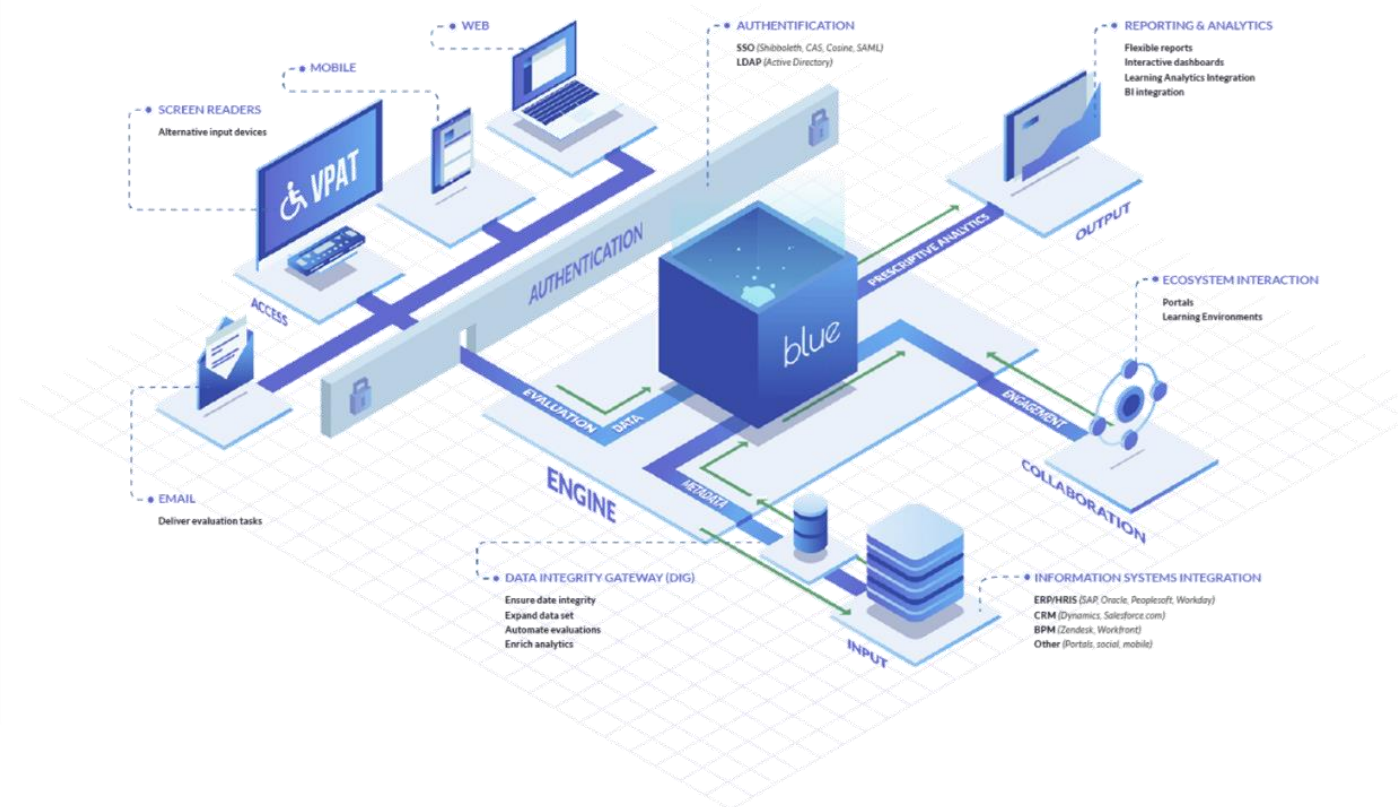 WEB
MOBILE
SCREEN READERS
Alternative input devices
VPAT
ACCESS
EMAIL
Deliver evaluation tasks
AUTHENTIFICATION
SSO (Shibboleth, CAS, Cosine, SAML)
LDAP (Active Directory)
AUTHENTICATION
REPORTING & ANALYTICS
Flexible reports
Interactive dashboards
Learning Analytics Integration
BI integration
OUTPUT
PRESCRIPTIVE ANALYTICS
blue
ECOSYSTEM INTERACTION
Portals
Learning Environments
ENGAGEMENT
COLLABORATION
EVALUATION
DATA
ENGINE
METADATA
DATA INTEGRITY GATEWAY (DIG)
Ensure date integrity
Expand data set
Automate evaluations
Enrich analytics
INPUT
INFORMATION SYSTEMS INTEGRATION
ERP/HRIS (SAP, Oracle, Peoplesoft, Workday)
CRM (Dynamics, Salesforce.com)
BPM (Zendesk, Workfront)
Other (Portals, social, mobile)